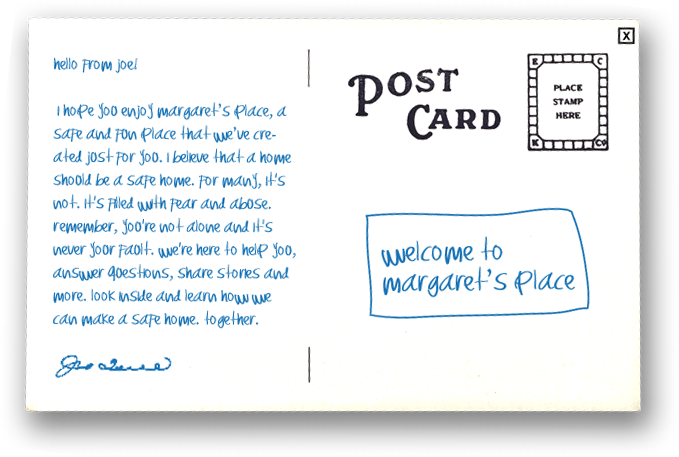 hello from joe!
I hope you enjoy margaret's place, a
safe and fun place that we've cre-
ated just for you. I believe that a home
should be a safe home. for many, it's
not. it's filled with fear and abuse.
remember, you're not alone and it's
never your fault. we're here to help you,
answer questions, share stories and
more. look inside and learn how we
can make a safe home. together.
X
POST
CARD
E C
PLACE
STAMP
HERE
K Co
welcome to
margaret's place